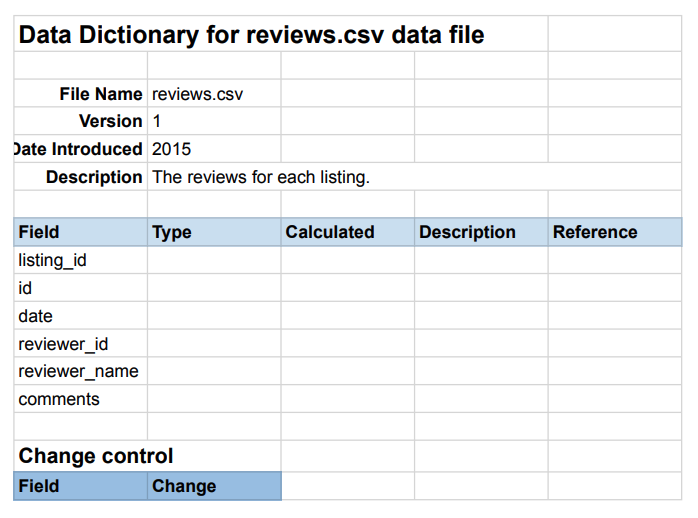 Data Dictionary for reviews.csv data file
File Name reviews.csv
Version 1
Date Introduced 2015
Description The reviews for each listing.
Field Type Calculated Description Reference
listing_id
id
date
reviewer_id
reviewer_name
comments
Change control
Field Change